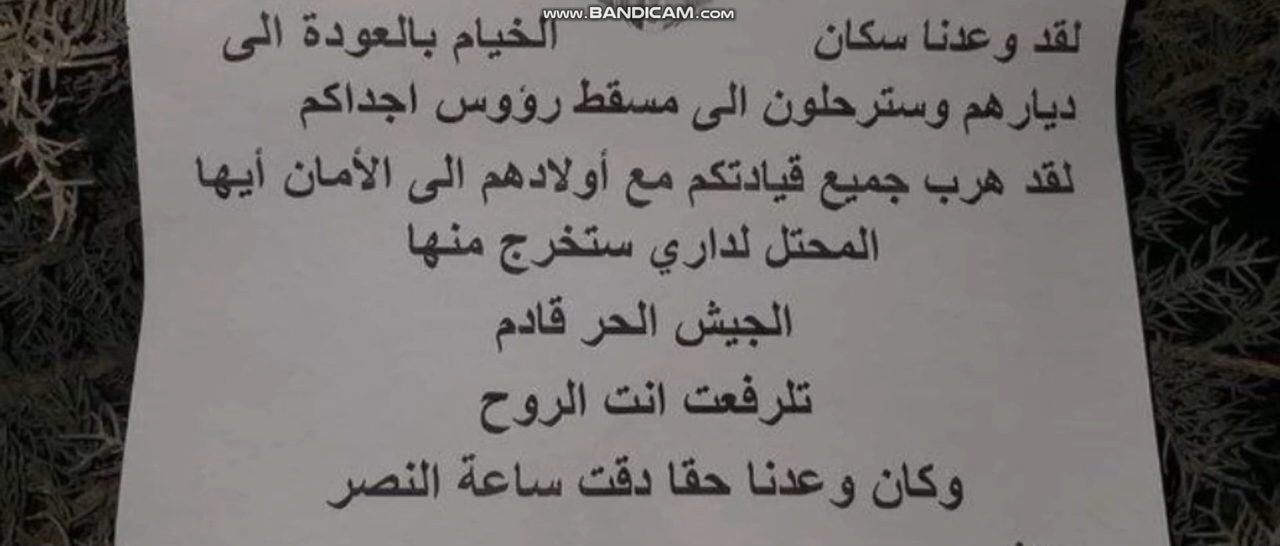 www.BANDICAM.com
لقد وعدنا سكان الخيام بالعودة الى
ديارهم وسترحلون الى مسقط رؤوس اجداكم
لقد هرب جميع قيادتكم مع أولادهم الى الأمان أيها
المحتل لداري ستخرج منها
الجيش الحر قادم
تلرفعت انت الروح
وكان وعدنا حقا دقت ساعة النصر